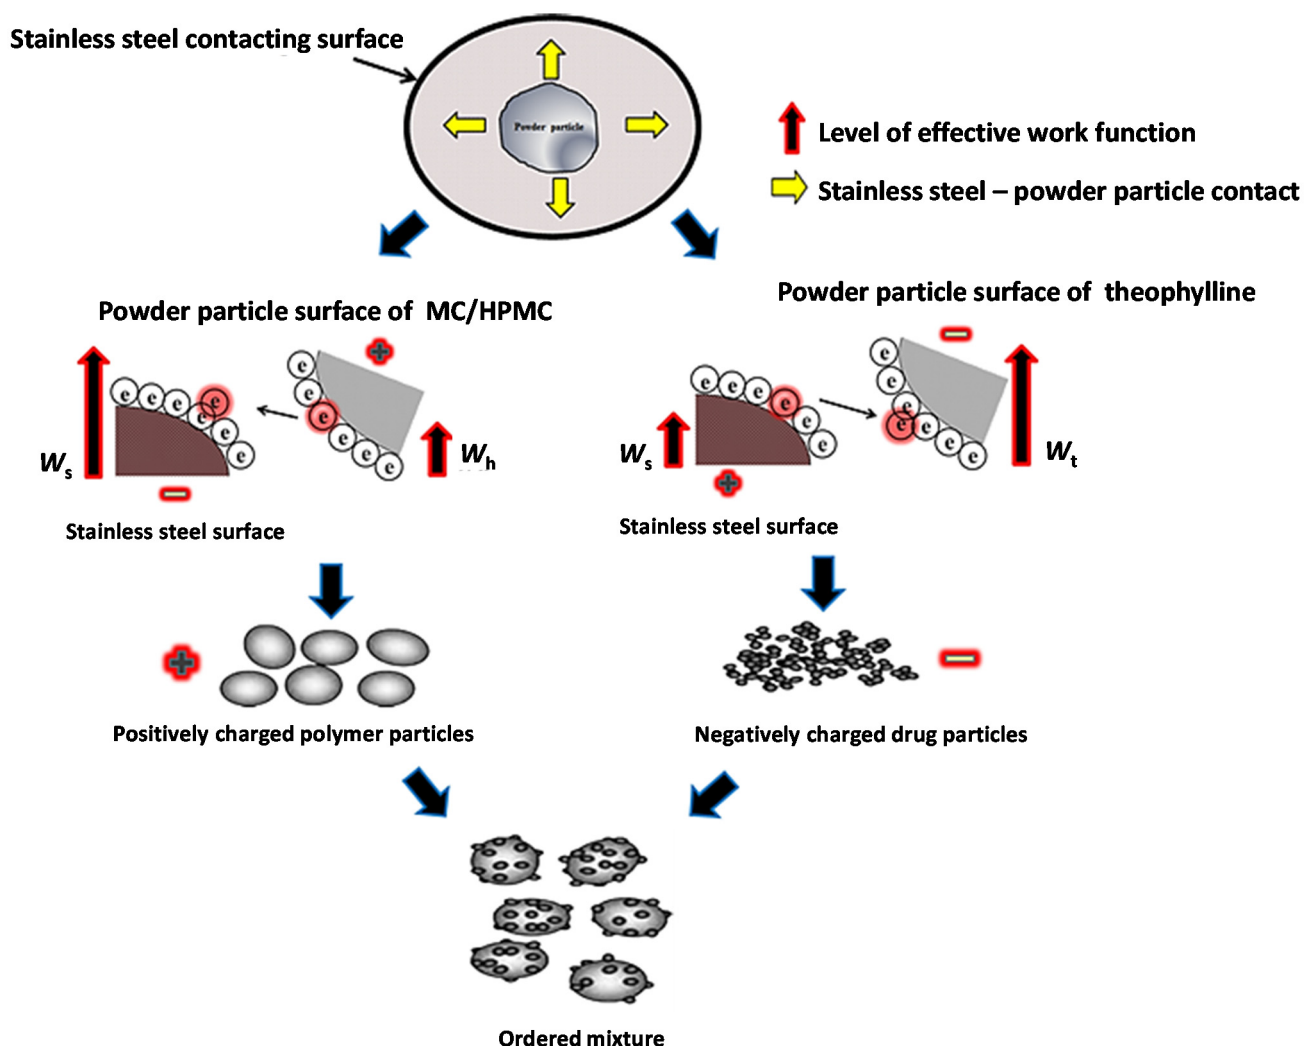 Stainless steel contacting surface
Powder particle
Level of effective work function
Stainless steel – powder particle contact
Powder particle surface of MC/HPMC
Powder particle surface of theophylline
+
−
e e e e e e e
e e e e e e
e e e e e e
e e e e e e e
Ws
Wh
Ws
Wt
−
+
Stainless steel surface
Stainless steel surface
+
−
Positively charged polymer particles
Negatively charged drug particles
Ordered mixture